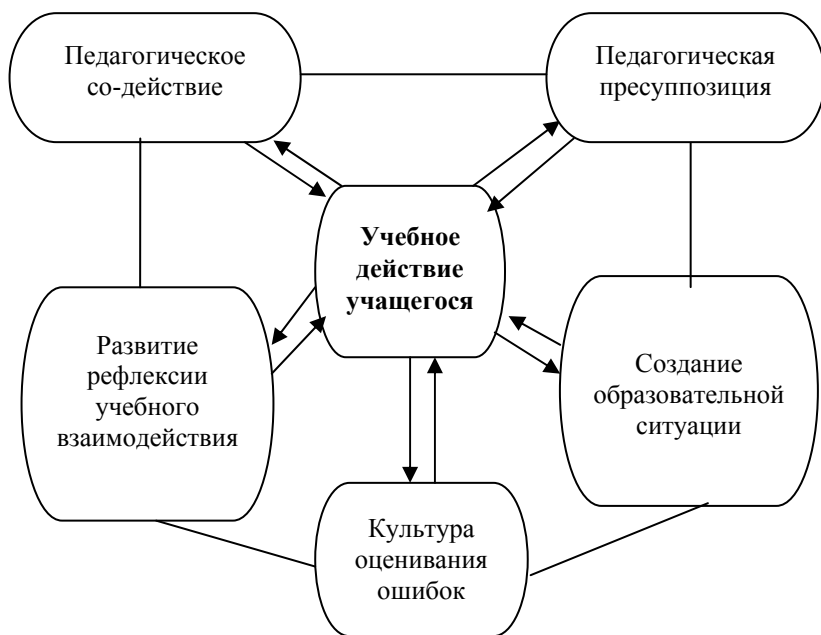 Педагогическое
со-действие
Педагогическая
пресуппозиция
Учебное
действие
учащегося
Развитие
рефлексии
учебного
взаимодействия
Создание
образовательной
ситуации
Культура
оценивания
ошибок